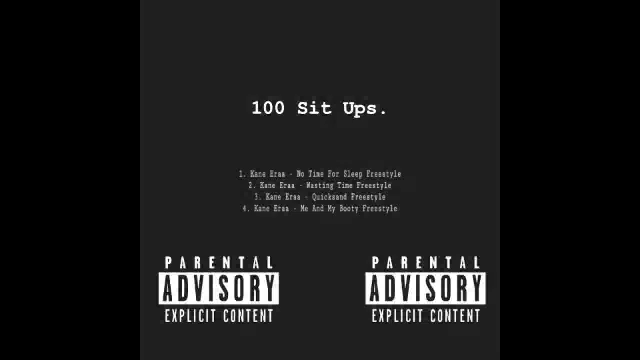 100 Sit Ups.
1. Kane Eraa - No Time For Sleep Freestyle
2. Kane Eraa - Wasting Time Freestyle
3. Kane Eraa - Quicksand Freestyle
4. Kane Eraa - Me And My Booty Freestyle
PARENTAL PARENTAL
ADVISORY ADVISORY
EXPLICIT CONTENT EXPLICIT CONTENT